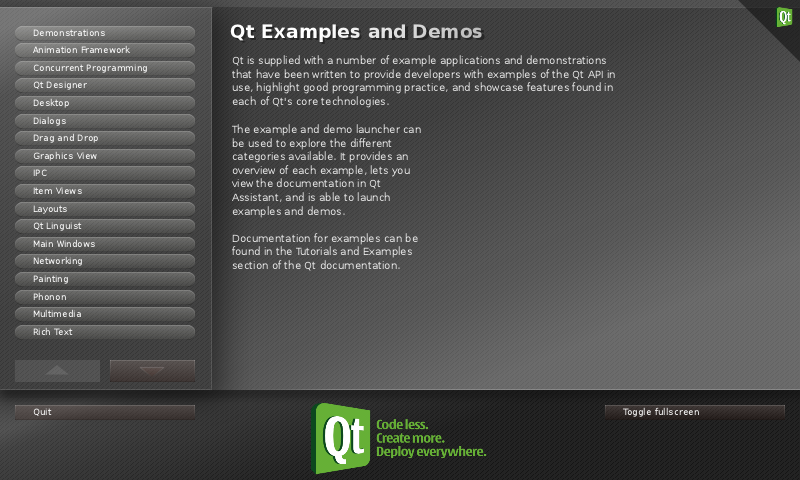 Demonstrations
Animation Framework
Concurrent Programming
Qt Designer
Desktop
Dialogs
Drag and Drop
Graphics View
IPC
Item Views
Layouts
Qt Linguist
Main Windows
Networking
Painting
Phonon
Multimedia
Rich Text
Qt Examples and Demos
Qt is supplied with a number of example applications and demonstrations
that have been written to provide developers with examples of the Qt API in
use, highlight good programming practice, and showcase features found in
each of Qt's core technologies.
The example and demo launcher can
be used to explore the different
categories available. It provides an
overview of each example, lets you
view the documentation in Qt
Assistant, and is able to launch
examples and demos.
Documentation for examples can be
found in the Tutorials and Examples
section of the Qt documentation.
Qt
Quit
Qt
Code less.
Create more.
Deploy everywhere.
Toggle fullscreen